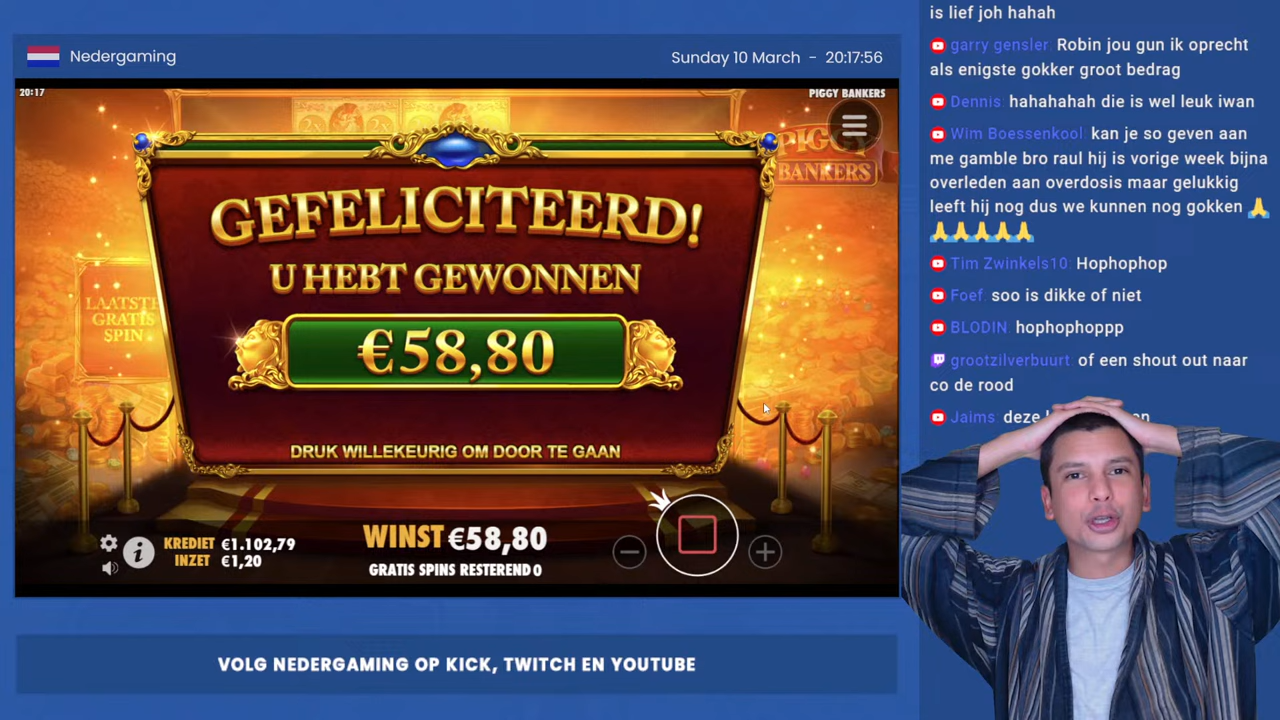 Nedergaming
Sunday 10 March - 20:17:56
20:17
PIGGY BANKERS
2x
2x
PIGGY
BANKERS
GEFELICITEERD!
U HEBT GEWONNEN
€58,80
LAATSTE
GRATIS
SPIN
DRUK WILLEKEURIG OM DOOR TE GAAN
KREDIET €1.102,79
INZET €1,20
WINST €58,80
GRATIS SPINS RESTEREND 0
VOLG NEDERGAMING OP KICK, TWITCH EN YOUTUBE
is lief joh hahah
garry gensler: Robin jou gun ik oprecht
als enigste gokker groot bedrag
Dennis: hahahahah die is wel leuk iwan
Wim Boessenkool: kan je so geven aan
me gamble bro raul hij is vorige week bijna
overleden aan overdosis maar gelukkig
leeft hij nog dus we kunnen nog gokken 🙏
🙏🙏🙏🙏🙏
Tim Zwinkels10: Hophophop
Foef: soo is dikke of niet
BLODIN: hophophoppp
grootzilverbuurt: of een shout out naar
co de rood
Jaims: deze